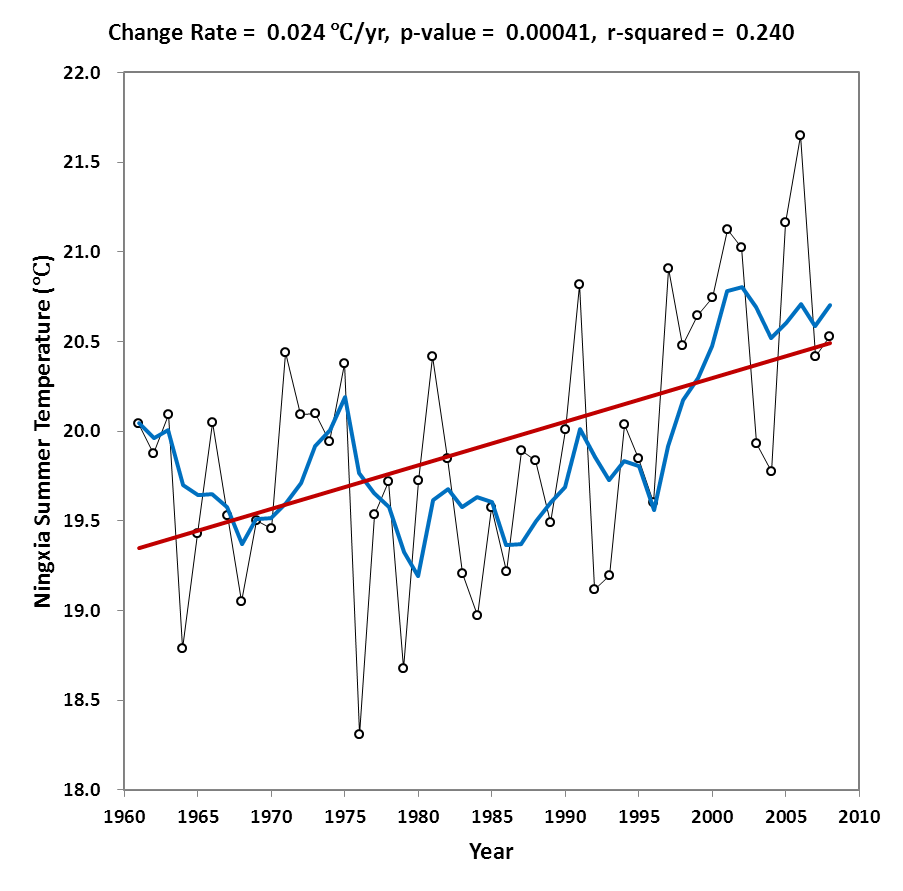 Change Rate = 0.024 ℃/yr, p-value = 0.00041, r-squared = 0.240
Ningxia Summer Temperature (℃)
22.0
21.5
21.0
20.5
20.0
19.5
19.0
18.5
18.0
1960 1965 1970 1975 1980 1985 1990 1995 2000 2005 2010
Year